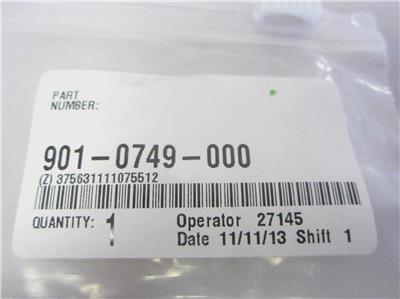 PART
NUMBER:
901-0749-000
(Z) 375631111075512
QUANTITY: 1 Operator 27145
Date 11/11/13 Shift 1